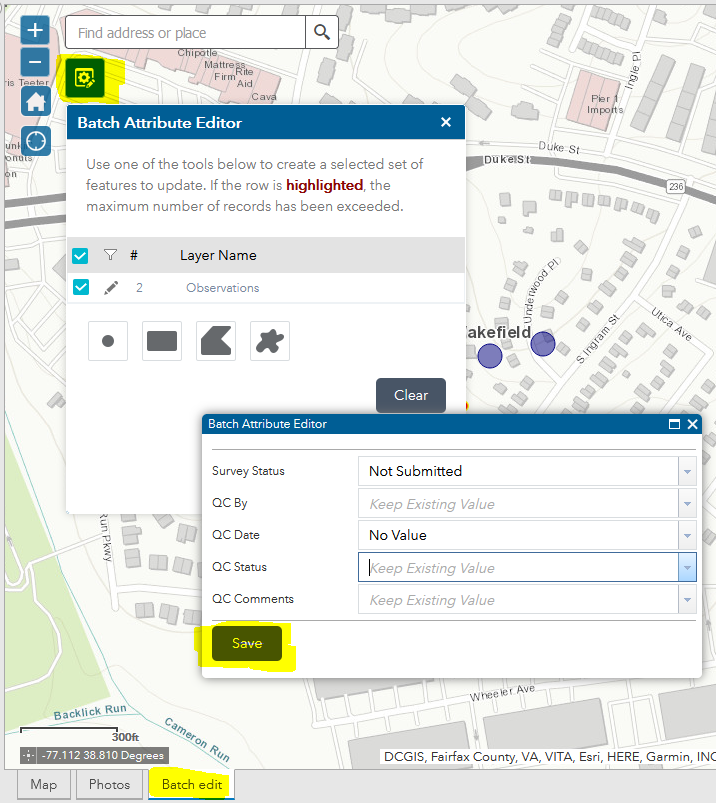 +
Find address or place
−
Chipotle
Mattress
Firm
Rite
Aid
Cava
ris Teeter
Pier 1
Imports
Ingle Pl
Batch Attribute Editor
Duke St
Duke St
236
Use one of the tools below to create a selected set of
features to update. If the row is highlighted, the
maximum number of records has been exceeded.
# Layer Name
2 Observations
Underwood Pl
Utica Ave
akefield
S Ingram St
Clear
Batch Attribute Editor
Survey Status Not Submitted
QC By Keep Existing Value
QC Date No Value
QC Status Keep Existing Value
QC Comments Keep Existing Value
Save
Run Pkwy
Wheeler Ave
Backlick Run
Cameron Run
300ft
-77.112 38.810 Degrees
DCGIS, Fairfax County, VA, VITA, Esri, HERE, Garmin, INC
Map Photos Batch edit